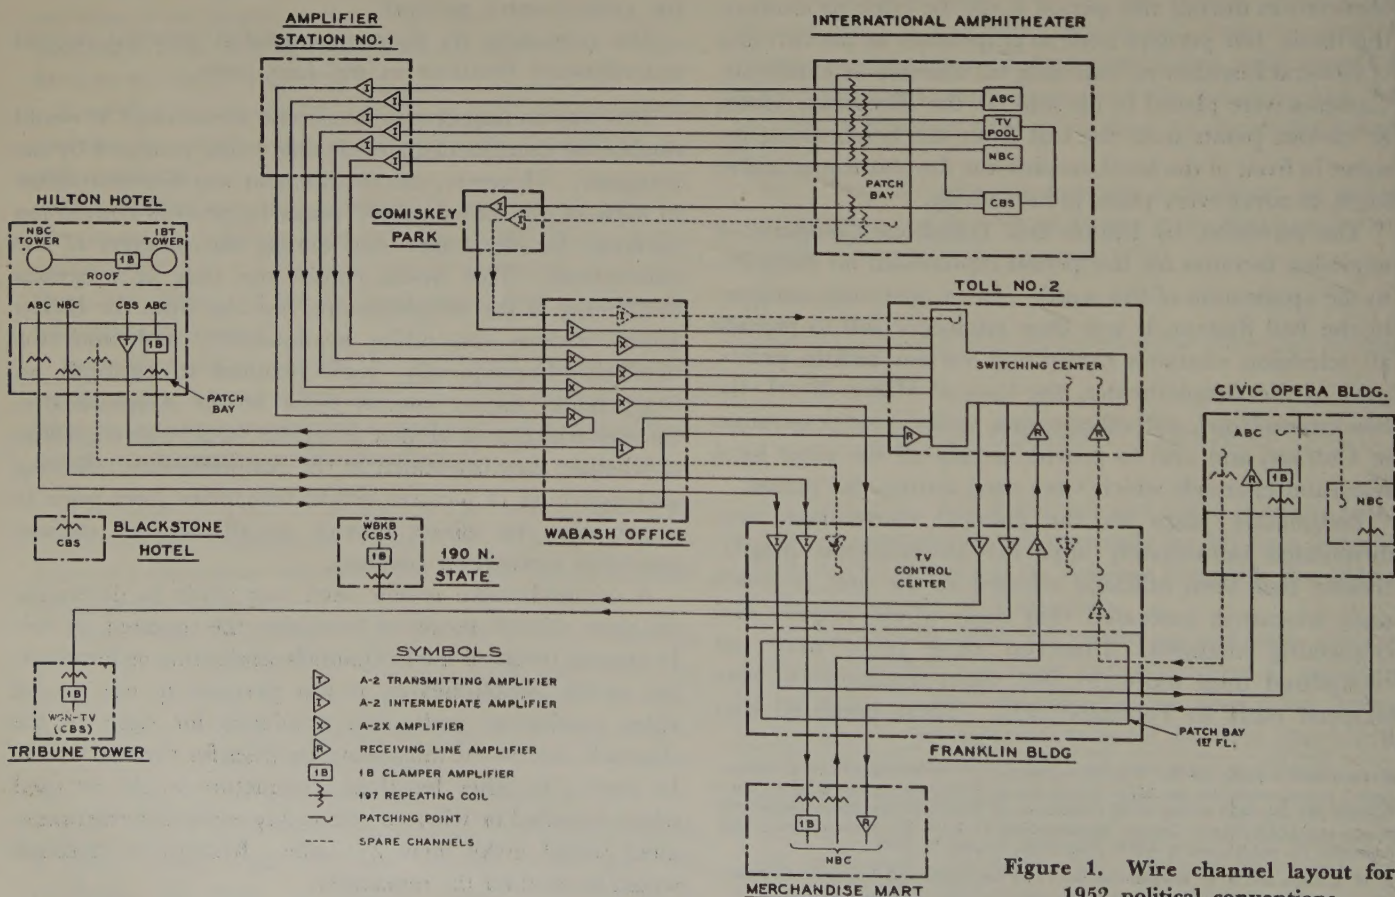 AMPLIFIER
STATION NO. 1
I
I
I
I
I
I
INTERNATIONAL AMPHITHEATER
ABC
TV
POOL
NBC
CBS
PATCH
BAY
COMISKEY
PARK
I
I
HILTON HOTEL
NBC
TOWER
1B
IBT
TOWER
ROOF
ABC NBC CBS ABC
T
1B
PATCH
BAY
CBS
BLACKSTONE
HOTEL
I
I
I
X
X
X
X
X
I
WABASH OFFICE
TOLL NO. 2
SWITCHING CENTER
R
R
R
CIVIC OPERA BLDG.
ABC
R
1B
NBC
WBKB
(CBS)
1B
190 N.
STATE
I
I
I
I
I
I
I
I
TV
CONTROL
CENTER
PATCH BAY
1ST FL.
FRANKLIN BLDG
1B
WGN-TV
(CBS)
TRIBUNE TOWER
SYMBOLS
T A-2 TRANSMITTING AMPLIFIER
I A-2 INTERMEDIATE AMPLIFIER
X A-2X AMPLIFIER
R RECEIVING LINE AMPLIFIER
1B 1B CLAMPER AMPLIFIER
197 REPEATING COIL
PATCHING POINT
SPARE CHANNELS
1B
R
NBC
MERCHANDISE MART
Figure 1. Wire channel layout for
1952 political conventions